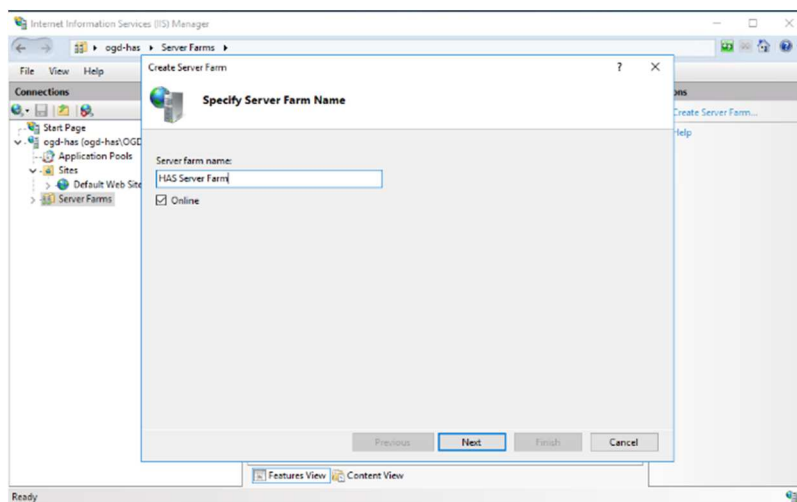 Internet Information Services (IIS) Manager
ogd-has ▸ Server Farms ▸
File View Help
Connections
Start Page
ogd-has (ogd-has\OGD
Application Pools
Sites
Default Web Site
Server Farms
Create Server Farm
? X
Specify Server Farm Name
Server farm name:
HAS Server Farm
Online
Previous Next Finish Cancel
ons
Create Server Farm...
Help
Features View Content View
Ready